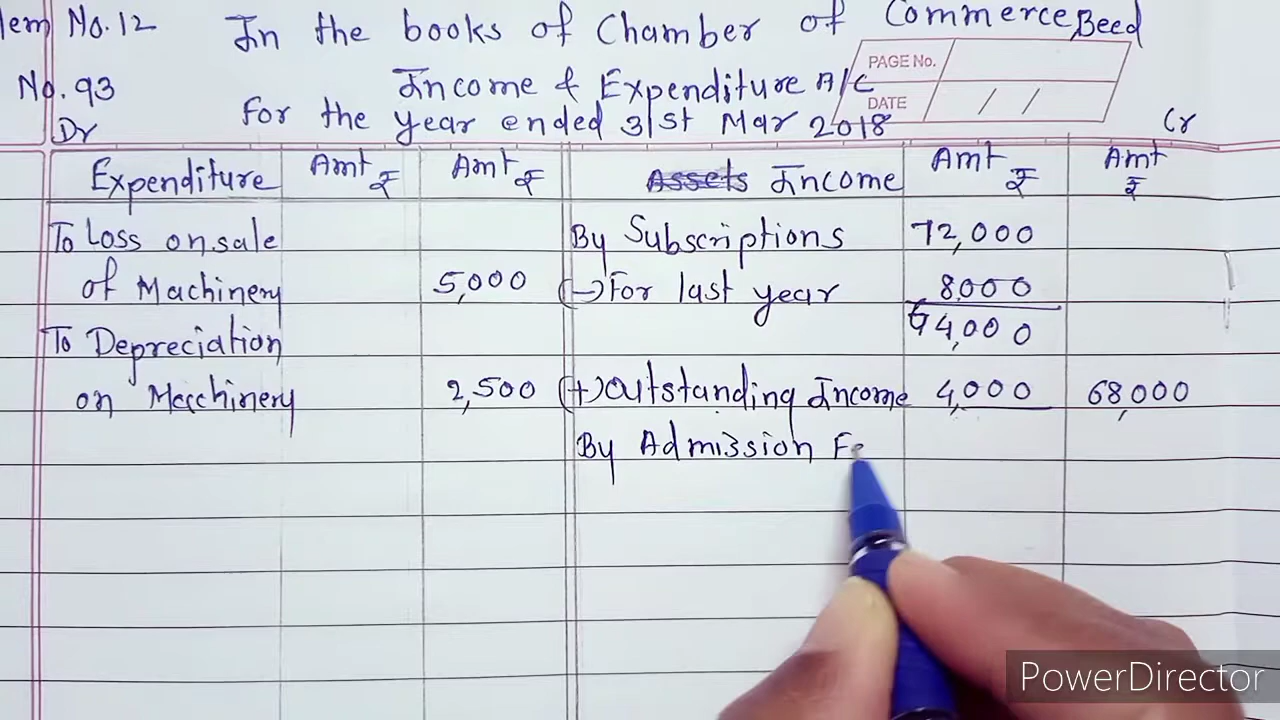 lem No.12 In the books of Chamber of Commerce, Beed
PAGE No.
No. 93 Income & Expenditure A/C
DATE / /
For the year ended 31st Mar 2018
Dr Cr
Expenditure Amt ₹ Amt ₹ Assets Income Amt ₹ Amt ₹
To Loss on sale By Subscriptions 72,000
of Machinery 5,000 (-) For last year 8,000
64,000
To Depreciation
on Machinery 2,500 (+) Outstanding Income 4,000 68,000
By Admission Fe
PowerDirector